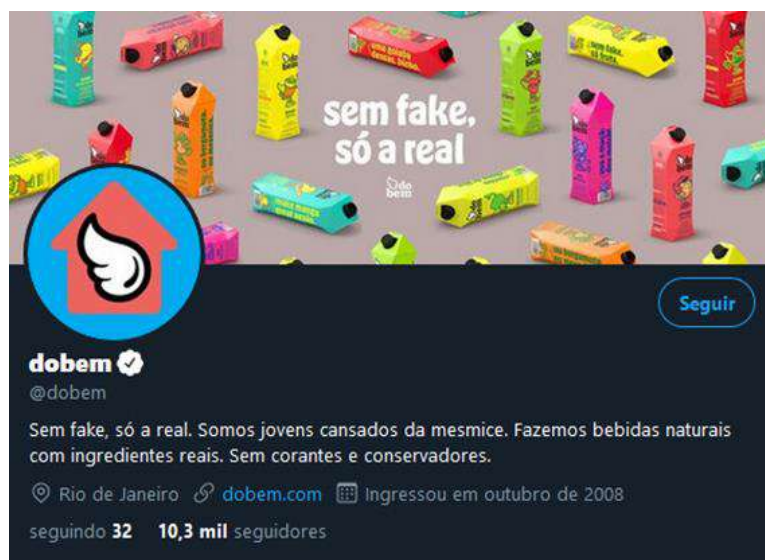 sem fake,
só a real
do
bem
Seguir
dobem
@dobem
Sem fake, só a real. Somos jovens cansados da mesmice. Fazemos bebidas naturais
com ingredientes reais. Sem corantes e conservadores.
Rio de Janeiro dobem.com Ingressou em outubro de 2008
seguindo 32 10,3 mil seguidores